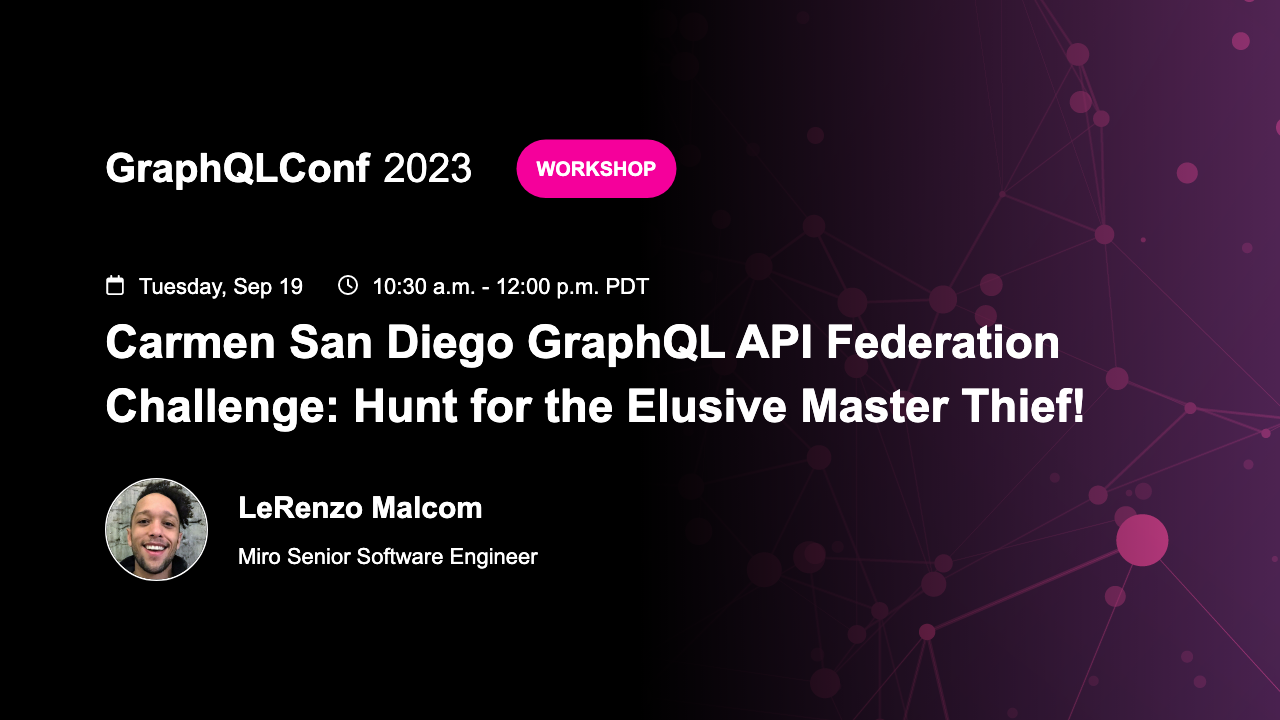 GraphQLConf 2023
WORKSHOP
Tuesday, Sep 19
10:30 a.m. - 12:00 p.m. PDT
Carmen San Diego GraphQL API Federation
Challenge: Hunt for the Elusive Master Thief!
LeRenzo Malcom
Miro Senior Software Engineer